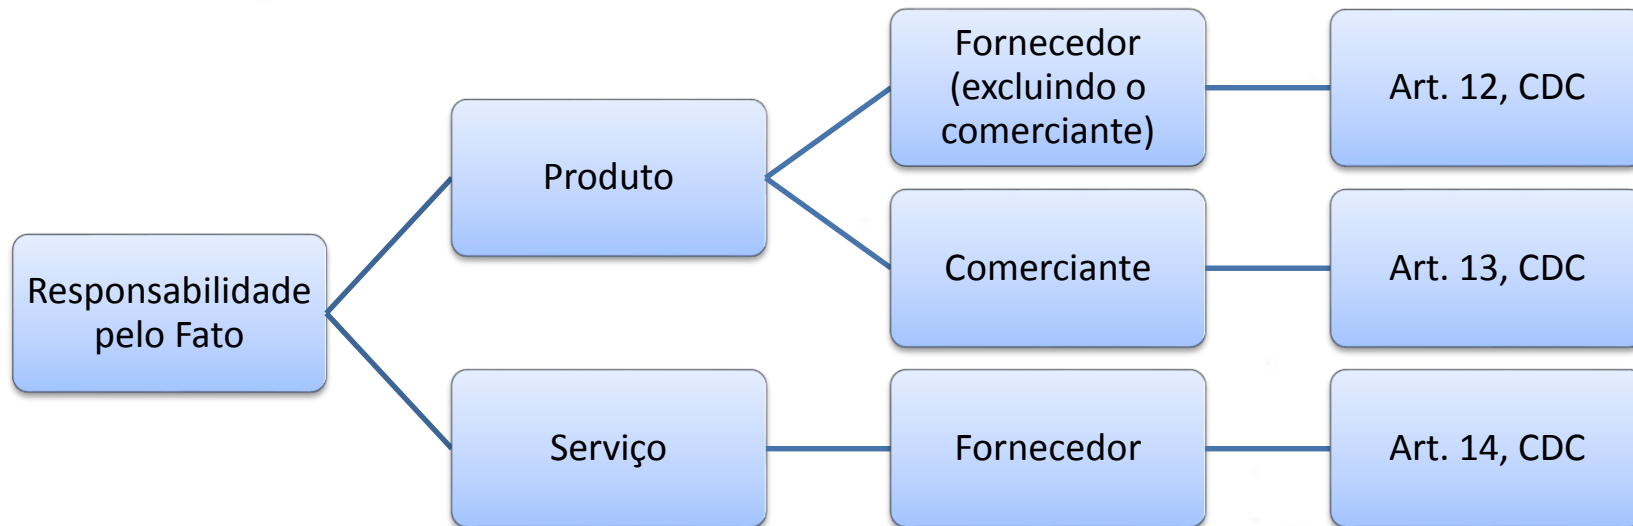 Responsabilidade
pelo Fato
Produto
Fornecedor
(excluindo o
comerciante)
Art. 12, CDC
Comerciante
Art. 13, CDC
Serviço
Fornecedor
Art. 14, CDC